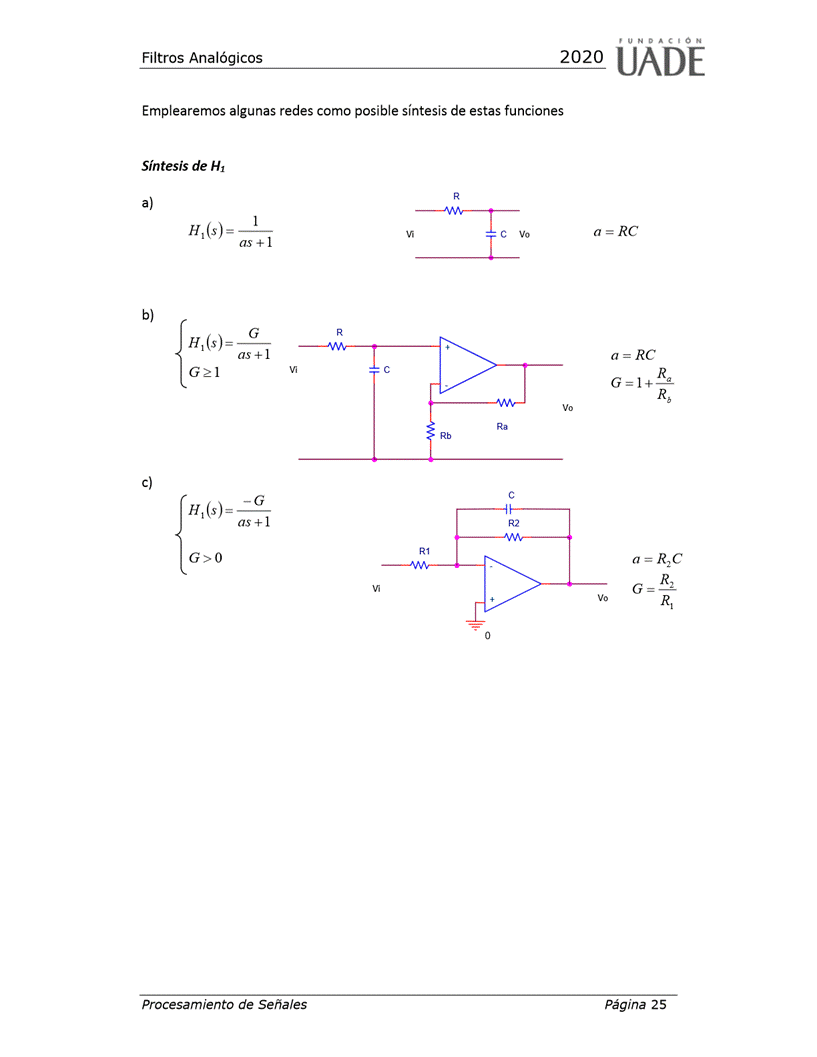 Filtros Analógicos 2020 FUNDACIÓN UADE
Emplearemos algunas redes como posible síntesis de estas funciones
Síntesis de H₁
a)
H₁(s) = 1 / (as + 1)
R
Vi
C
Vo
a = RC
b)
H₁(s) = G / (as + 1)
G ≥ 1
R
Vi
C
+
-
Ra
Rb
Vo
a = RC
G = 1 + Ra / Rb
c)
H₁(s) = −G / (as + 1)
G > 0
C
R2
R1
Vi
-
+
0
Vo
a = R₂C
G = R₂ / R₁
Procesamiento de Señales Página 25